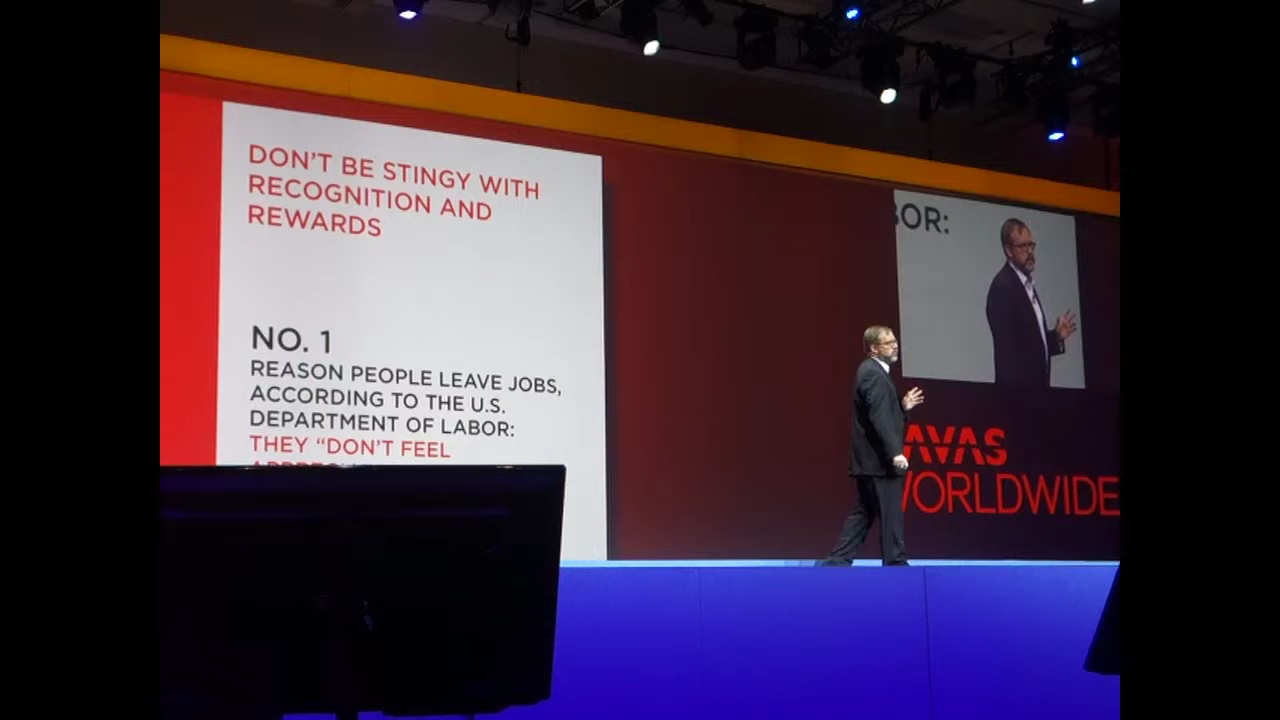 DON'T BE STINGY WITH
RECOGNITION AND
REWARDS
NO. 1
REASON PEOPLE LEAVE JOBS,
ACCORDING TO THE U.S.
DEPARTMENT OF LABOR:
THEY “DON'T FEEL
BOR:
AVAS
WORLDWIDE